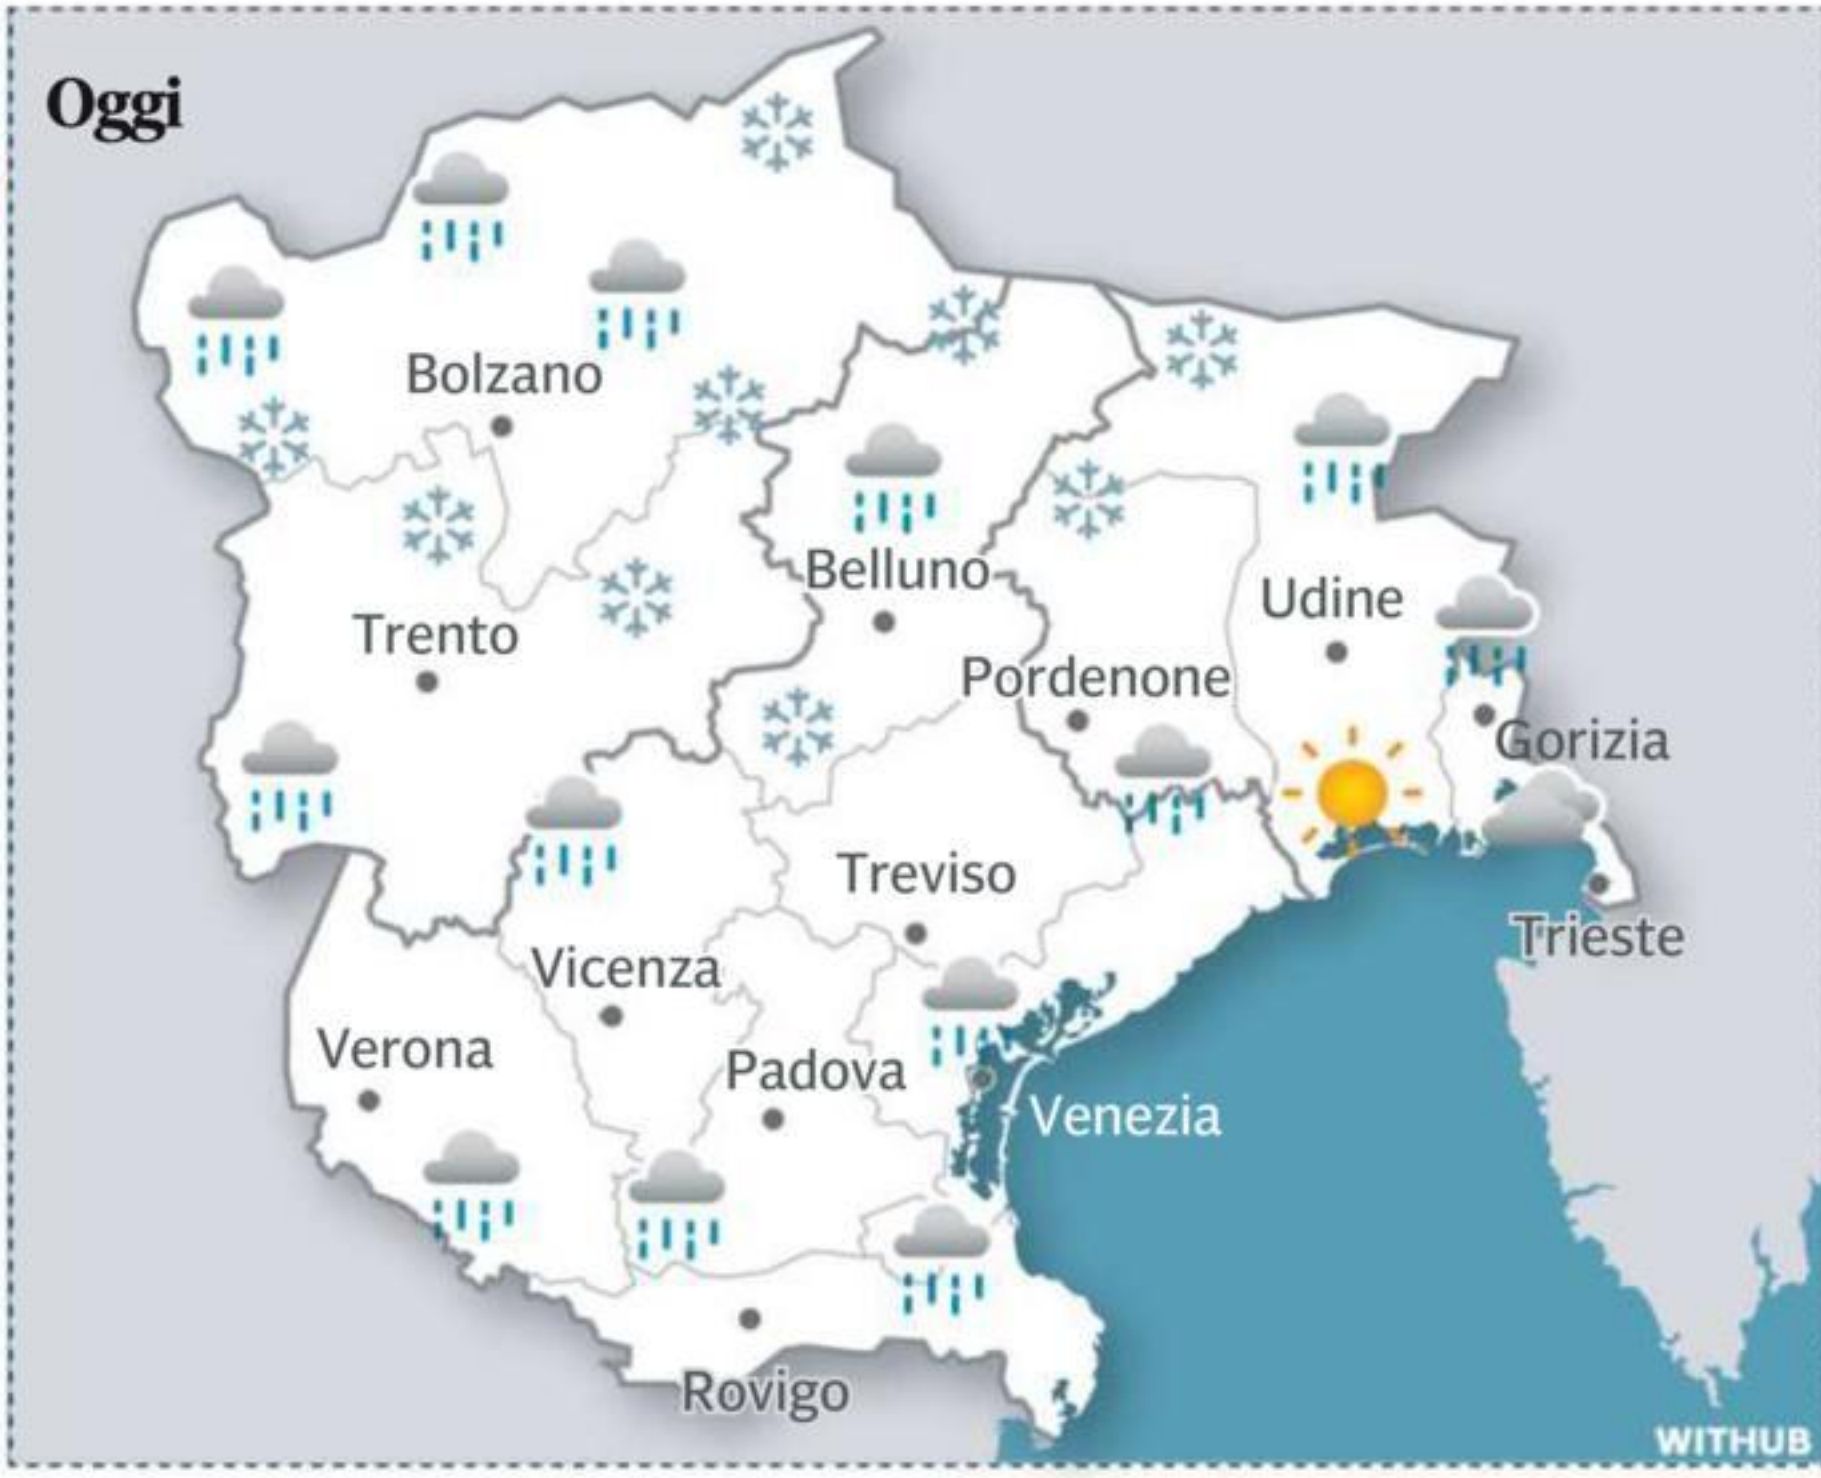 Oggi
Bolzano
Belluno
Udine
Trento
Pordenone
Gorizia
Treviso
Trieste
Vicenza
Verona
Padova
Venezia
Rovigo
WITHUB